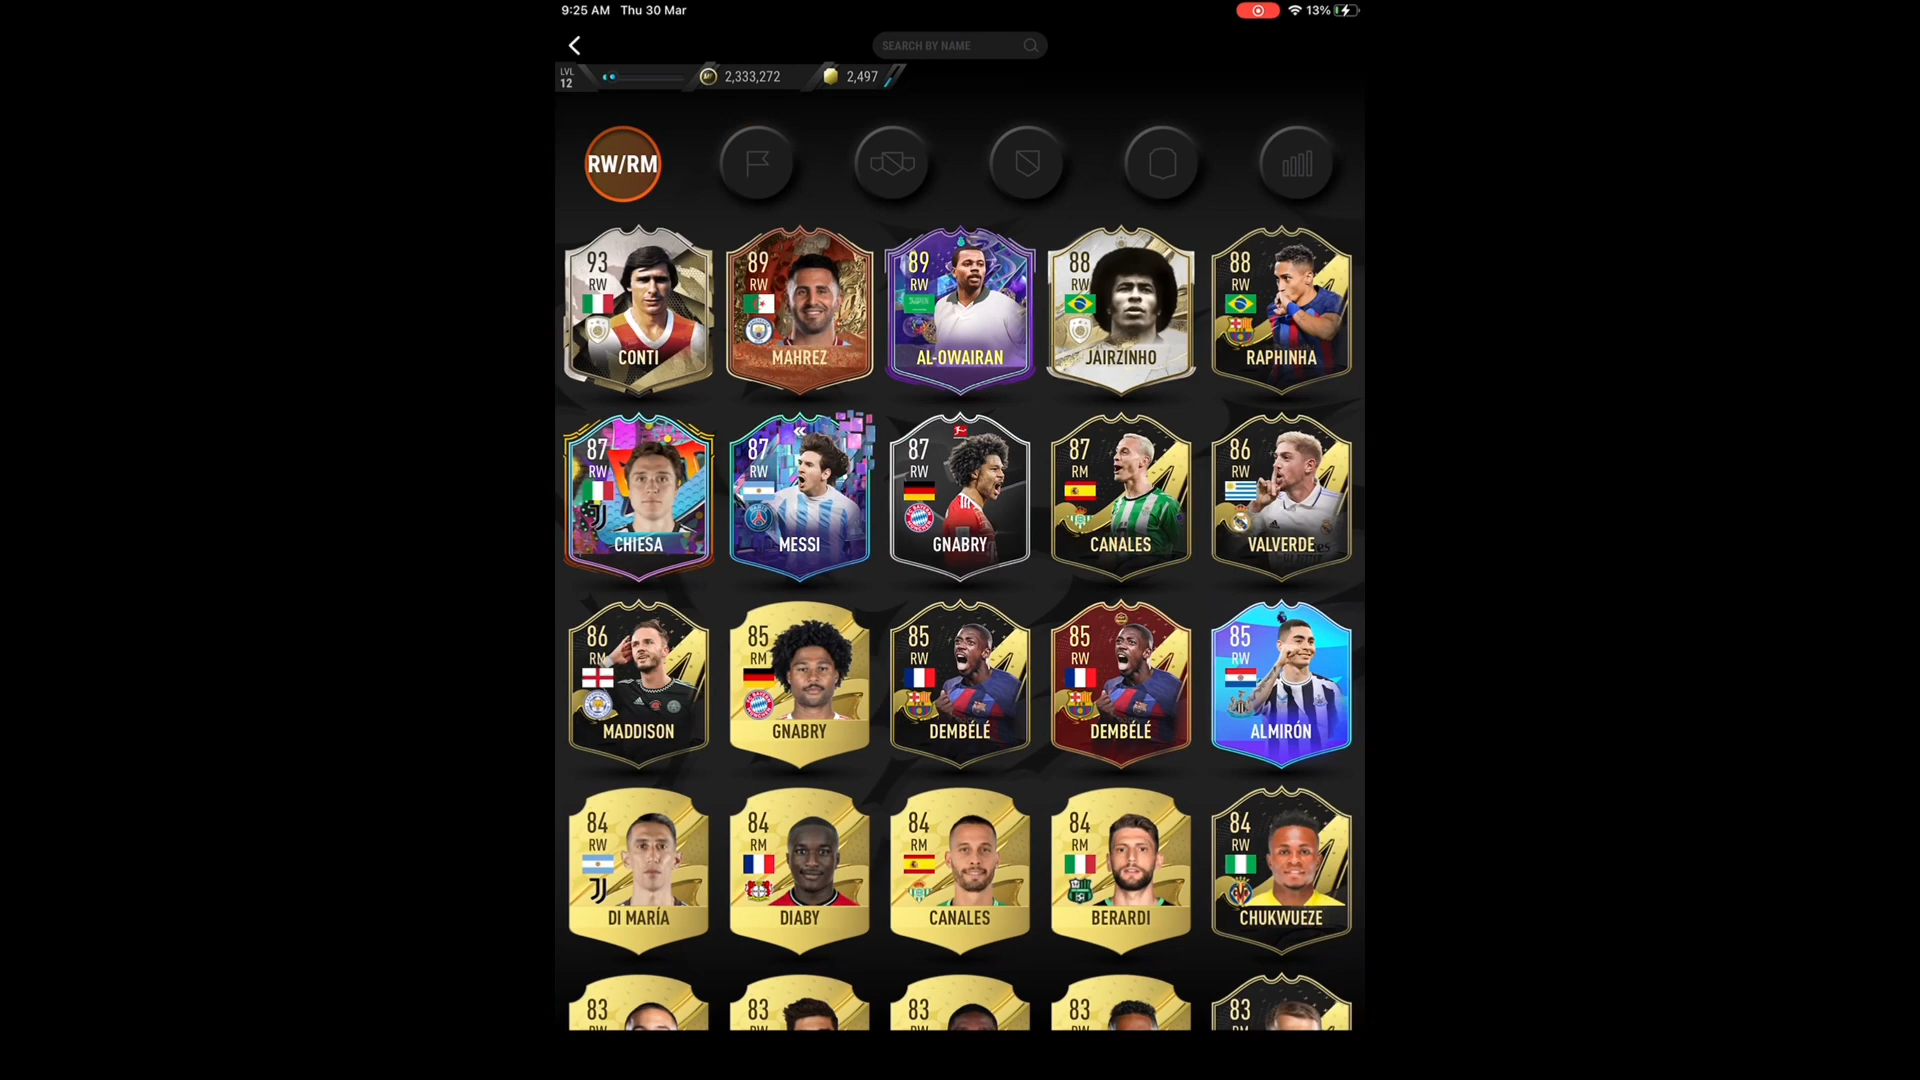 9:25 AM Thu 30 Mar
13%
SEARCH BY NAME
LVL
12
2,333,272
2,497
RW/RM
93 89 89 88 88
RW RW RW RW RW
CONTI MAHREZ AL-OWAIRAN JAIRZINHO RAPHINHA
87 87 87 87 86
RW RW RW RM RW
CHIESA MESSI GNABRY CANALES VALVERDE
86 85 85 85 85
RM RM RW RW RW
MADDISON GNABRY DEMBÉLÉ DEMBÉLÉ ALMIRÓN
84 84 84 84 84
RW RM RM RM RW
DI MARÍA DIABY CANALES BERARDI CHUKWUEZE
83 83 83 83 83